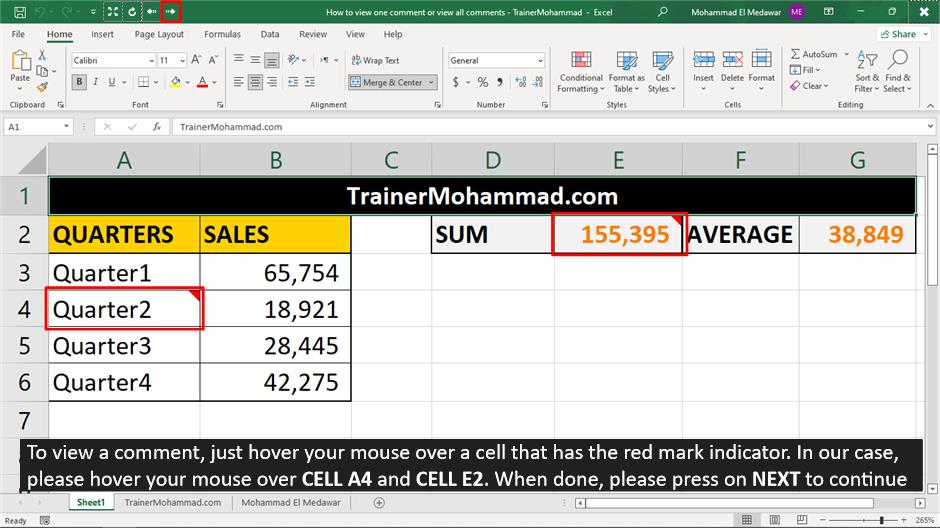 How to view one comment or view all comments - TrainerMohammad - Excel
Mohammad El Medawar ME
File Home Insert Page Layout Formulas Data Review View Help Share
Paste
Clipboard
Calibri 11 A A
B I U A
Font
Wrap Text
Merge & Center
Alignment
General
$ % ,
Number
Conditional Formatting
Format as Table
Cell Styles
Styles
Insert Delete Format
Cells
AutoSum
Fill
Clear
Sort & Filter
Find & Select
Editing
A1 fx TrainerMohammad.com
A B C D E F G
1 TrainerMohammad.com
2 QUARTERS SALES SUM 155,395 AVERAGE 38,849
3 Quarter1 65,754
4 Quarter2 18,921
5 Quarter3 28,445
6 Quarter4 42,275
7
To view a comment, just hover your mouse over a cell that has the red mark indicator. In our case,
please hover your mouse over CELL A4 and CELL E2. When done, please press on NEXT to continue
Sheet1 TrainerMohammad.com Mohammad El Medawar
Ready 265%